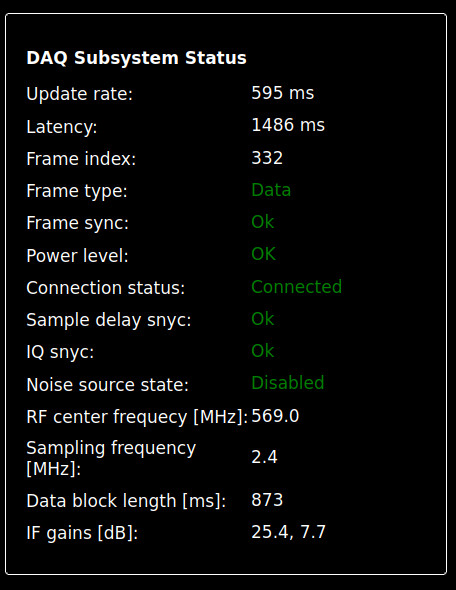 DAQ Subsystem Status
Update rate: 595 ms
Latency: 1486 ms
Frame index: 332
Frame type: Data
Frame sync: Ok
Power level: OK
Connection status: Connected
Sample delay snyc: Ok
IQ snyc: Ok
Noise source state: Disabled
RF center frequecy [MHz]: 569.0
Sampling frequency
[MHz]: 2.4
Data block length [ms]: 873
IF gains [dB]: 25.4, 7.7